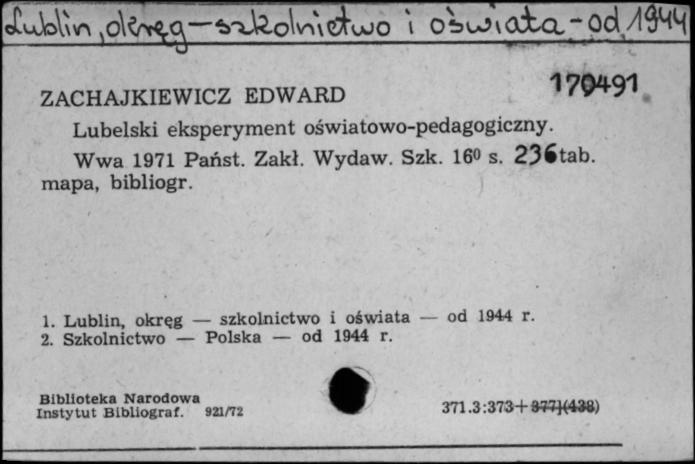 Lublin, okręg – szkolnictwo i oświata – od 1944
170491
ZACHAJKIEWICZ EDWARD
Lubelski eksperyment oświatowo-pedagogiczny.
Wwa 1971 Państ. Zakł. Wydaw. Szk. 16⁰ s. 236 tab.
mapa, bibliogr.
1. Lublin, okręg — szkolnictwo i oświata — od 1944 r.
2. Szkolnictwo — Polska — od 1944 r.
Biblioteka Narodowa
Instytut Bibliograf. 921/72
371.3:373+377](438)